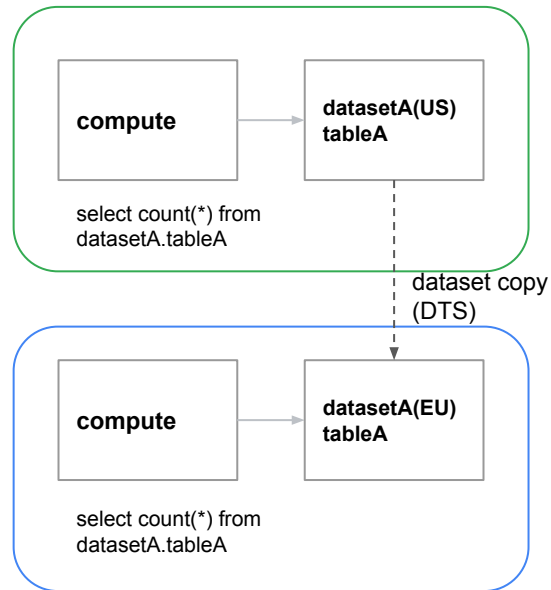 compute
datasetA(US)
tableA
select count(*) from
datasetA.tableA
dataset copy
(DTS)
compute
datasetA(EU)
tableA
select count(*) from
datasetA.tableA